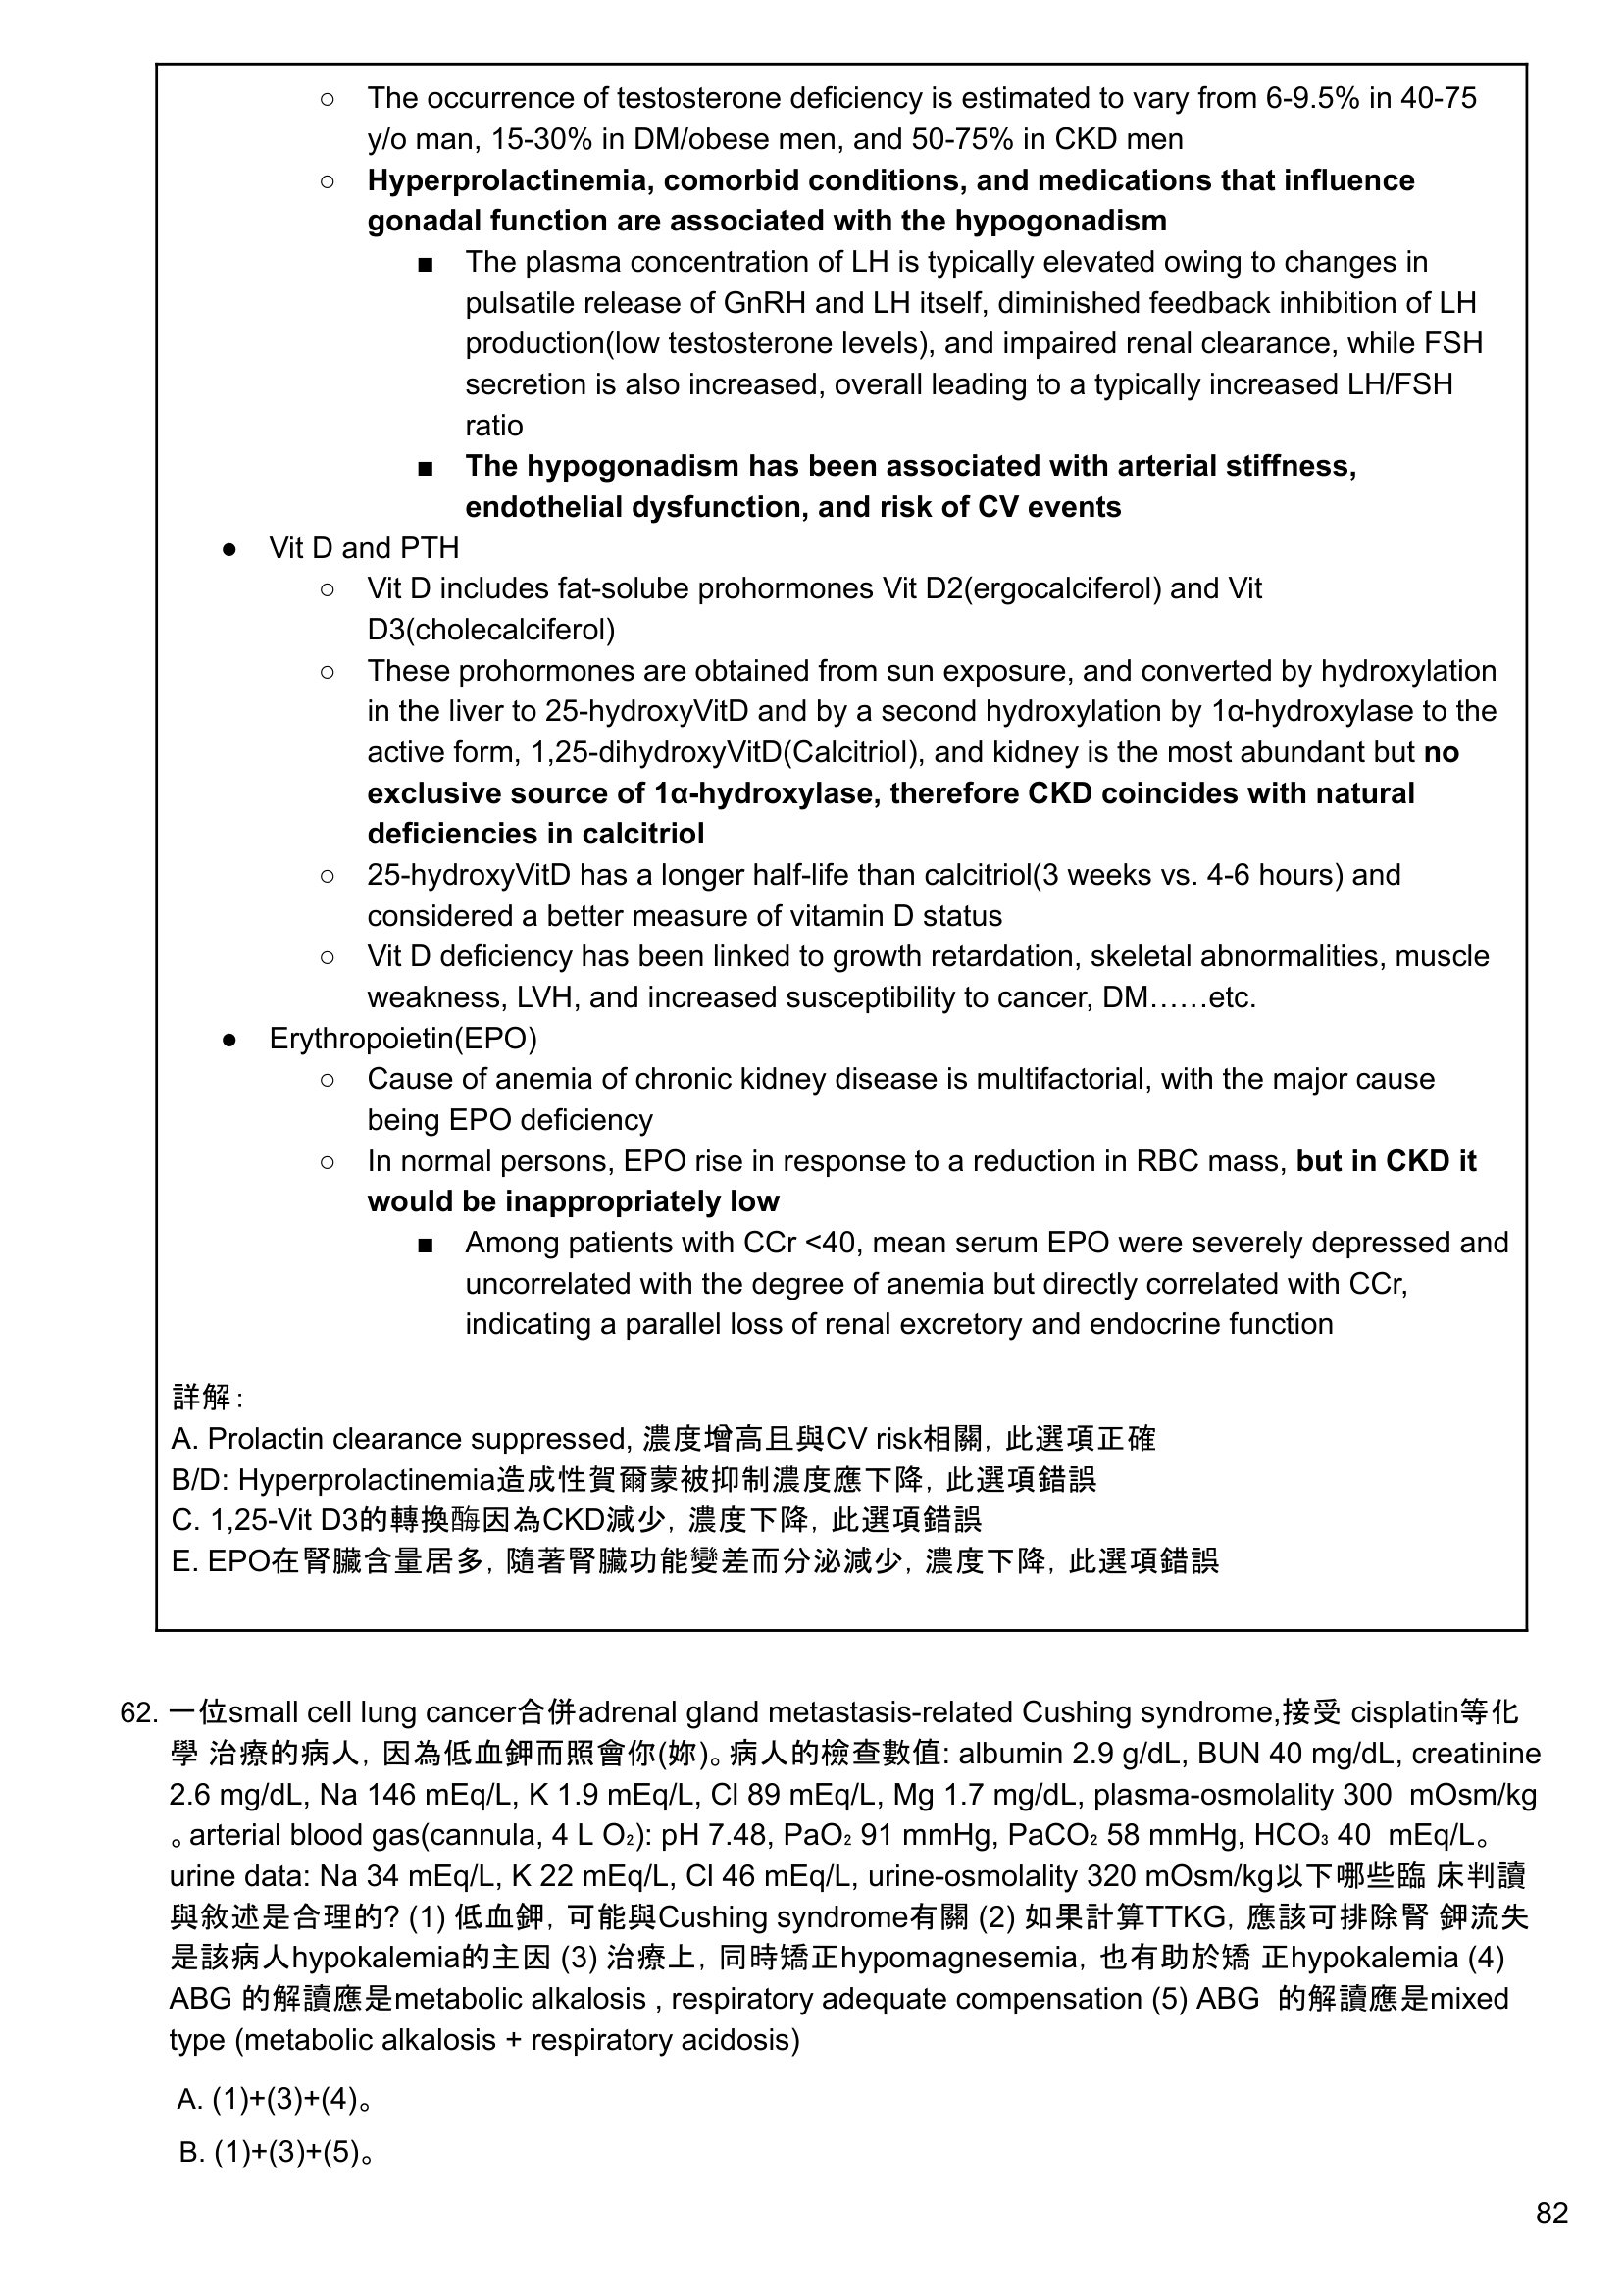 ○ The occurrence of testosterone deficiency is estimated to vary from 6-9.5% in 40-75
y/o man, 15-30% in DM/obese men, and 50-75% in CKD men
○ Hyperprolactinemia, comorbid conditions, and medications that influence
gonadal function are associated with the hypogonadism
■ The plasma concentration of LH is typically elevated owing to changes in
pulsatile release of GnRH and LH itself, diminished feedback inhibition of LH
production(low testosterone levels), and impaired renal clearance, while FSH
secretion is also increased, overall leading to a typically increased LH/FSH
ratio
■ The hypogonadism has been associated with arterial stiffness,
endothelial dysfunction, and risk of CV events
● Vit D and PTH
○ Vit D includes fat-solube prohormones Vit D2(ergocalciferol) and Vit
D3(cholecalciferol)
○ These prohormones are obtained from sun exposure, and converted by hydroxylation
in the liver to 25-hydroxyVitD and by a second hydroxylation by 1α-hydroxylase to the
active form, 1,25-dihydroxyVitD(Calcitriol), and kidney is the most abundant but no
exclusive source of 1α-hydroxylase, therefore CKD coincides with natural
deficiencies in calcitriol
○ 25-hydroxyVitD has a longer half-life than calcitriol(3 weeks vs. 4-6 hours) and
considered a better measure of vitamin D status
○ Vit D deficiency has been linked to growth retardation, skeletal abnormalities, muscle
weakness, LVH, and increased susceptibility to cancer, DM……etc.
● Erythropoietin(EPO)
○ Cause of anemia of chronic kidney disease is multifactorial, with the major cause
being EPO deficiency
○ In normal persons, EPO rise in response to a reduction in RBC mass, but in CKD it
would be inappropriately low
■ Among patients with CCr <40, mean serum EPO were severely depressed and
uncorrelated with the degree of anemia but directly correlated with CCr,
indicating a parallel loss of renal excretory and endocrine function
詳解：
A. Prolactin clearance suppressed, 濃度增高且與CV risk相關，此選項正確
B/D: Hyperprolactinemia造成性賀爾蒙被抑制濃度應下降，此選項錯誤
C. 1,25-Vit D3的轉換酶因為CKD減少，濃度下降，此選項錯誤
E. EPO在腎臟含量居多，隨著腎臟功能變差而分泌減少，濃度下降，此選項錯誤
62. 一位small cell lung cancer合併adrenal gland metastasis-related Cushing syndrome,接受 cisplatin等化
學 治療的病人，因為低血鉀而照會你(妳)。病人的檢查數值: albumin 2.9 g/dL, BUN 40 mg/dL, creatinine
2.6 mg/dL, Na 146 mEq/L, K 1.9 mEq/L, Cl 89 mEq/L, Mg 1.7 mg/dL, plasma-osmolality 300 mOsm/kg
。arterial blood gas(cannula, 4 L O₂): pH 7.48, PaO₂ 91 mmHg, PaCO₂ 58 mmHg, HCO₃ 40 mEq/L。
urine data: Na 34 mEq/L, K 22 mEq/L, Cl 46 mEq/L, urine-osmolality 320 mOsm/kg以下哪些臨 床判讀
與敘述是合理的? (1) 低血鉀，可能與Cushing syndrome有關 (2) 如果計算TTKG，應該可排除腎 鉀流失
是該病人hypokalemia的主因 (3) 治療上，同時矯正hypomagnesemia，也有助於矯 正hypokalemia (4)
ABG 的解讀應是metabolic alkalosis , respiratory adequate compensation (5) ABG 的解讀應是mixed
type (metabolic alkalosis + respiratory acidosis)
A. (1)+(3)+(4)。
B. (1)+(3)+(5)。
82